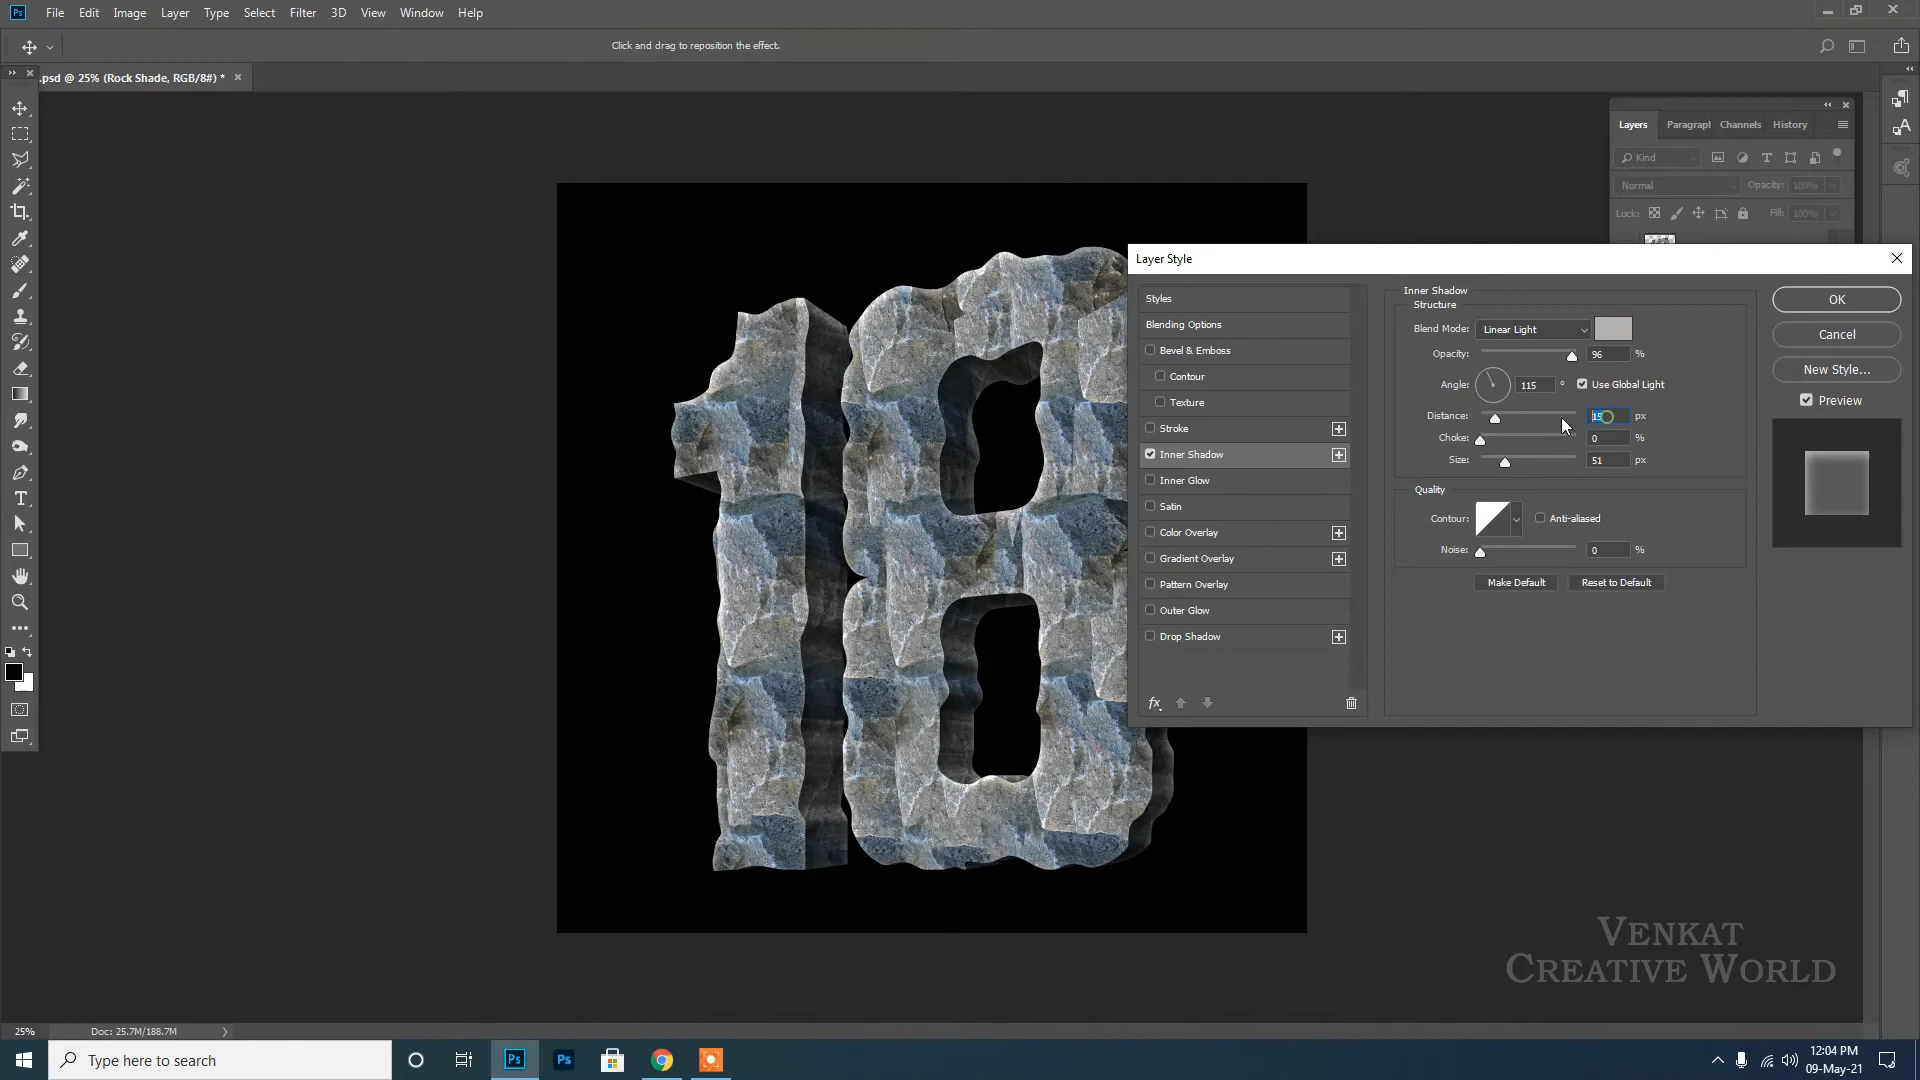 Ps File Edit Image Layer Type Select Filter 3D View Window Help
Click and drag to reposition the effect.
.psd @ 25% (Rock Shade, RGB/8#) *
Layers Paragraph Channels History
Kind
Normal Opacity: 100%
Lock: Fill: 100%
Layer Style
Styles
Blending Options
Bevel & Emboss
Contour
Texture
Stroke
Inner Shadow
Inner Glow
Satin
Color Overlay
Gradient Overlay
Pattern Overlay
Outer Glow
Drop Shadow
fx
Inner Shadow
Structure
Blend Mode: Linear Light
Opacity: 96 %
Angle: 115 ° Use Global Light
Distance: px
Choke: 0 %
Size: 51 px
Quality
Contour: Anti-aliased
Noise: 0 %
Make Default Reset to Default
OK
Cancel
New Style...
Preview
18
VENKAT
CREATIVE WORLD
25% Doc: 25.7M/188.7M
Type here to search
Ps Ps
12:04 PM
09-May-21